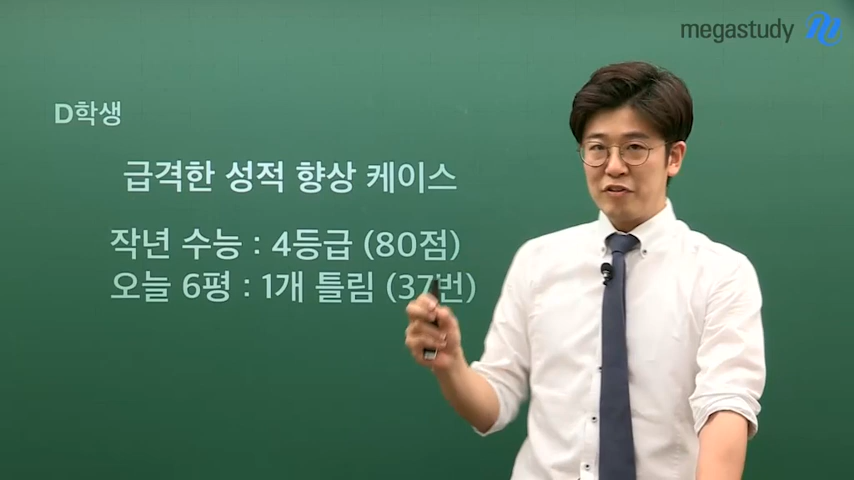 megastudy
D학생
급격한 성적 향상 케이스
작년 수능 : 4등급 (80점)
오늘 6평 : 1개 틀림 (37번)